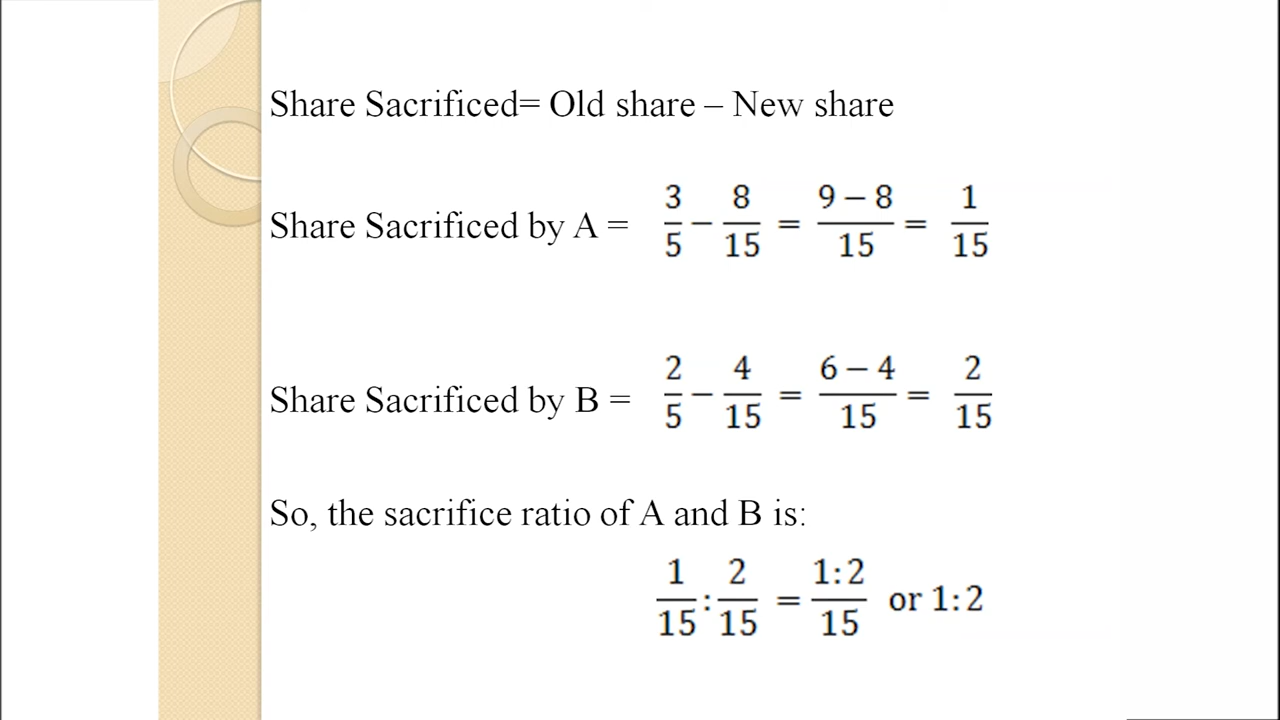 Share Sacrificed= Old share – New share
Share Sacrificed by A = 3/5 – 8/15 = 9 – 8/15 = 1/15
Share Sacrificed by B = 2/5 – 4/15 = 6 – 4/15 = 2/15
So, the sacrifice ratio of A and B is:
1/15 : 2/15 = 1:2/15 or 1:2